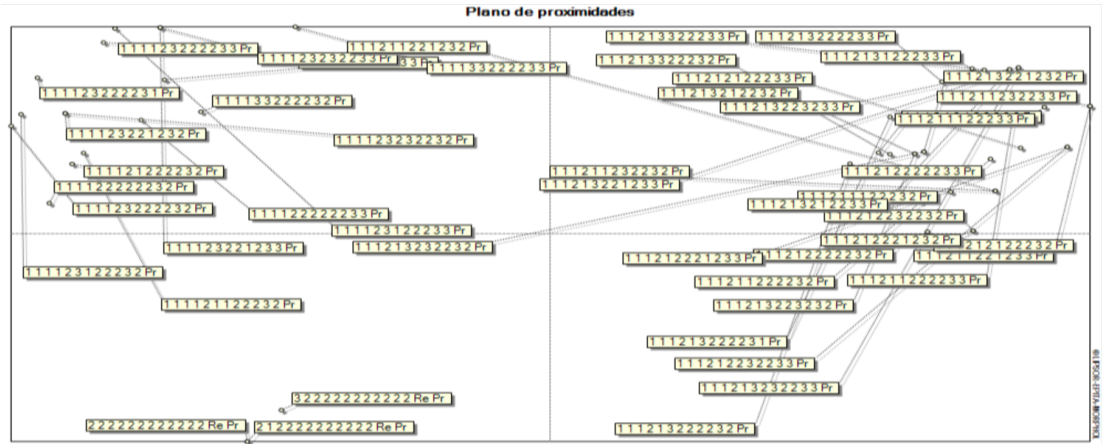 Plano de proximidades
1 1 1 1 2 3 2 2 2 2 3 3 Pr
1 1 1 2 1 1 2 2 1 2 3 2 Pr
1 1 1 1 2 3 2 3 2 2 3 3 Pr
3 3 Pr
1 1 1 1 3 3 2 2 2 2 3 3 Pr
1 1 1 2 1 3 3 2 2 2 3 3 Pr
1 1 1 2 1 3 2 2 2 2 3 3 Pr
1 1 1 2 1 3 2 2 2 2 3 2 Pr
1 1 1 2 1 3 1 2 2 2 3 3 Pr
1 1 1 2 1 2 1 2 2 2 3 2 Pr
1 1 1 2 1 3 2 2 1 2 3 2 Pr
1 1 1 1 2 3 2 2 2 2 3 1 Pr
1 1 1 1 3 3 2 2 2 2 3 2 Pr
1 1 1 2 1 3 2 1 2 2 3 2 Pr
1 1 1 2 1 3 2 2 3 2 3 3 Pr
1 1 1 2 1 1 2 3 2 2 3 3 Pr
1 1 1 2 1 1 1 2 2 2 3 3 Pr
1 1 1 1 2 3 2 2 1 2 3 2 Pr
1 1 1 1 2 3 2 3 2 2 3 2 Pr
1 1 1 1 2 1 2 2 2 2 3 2 Pr
1 1 1 2 1 1 2 3 2 2 3 2 Pr
1 1 1 2 1 2 2 2 2 2 3 3 Pr
1 1 1 1 2 2 2 2 2 2 3 2 Pr
1 1 1 2 1 3 2 2 1 2 3 3 Pr
1 1 1 1 2 3 2 2 2 2 3 2 Pr
1 1 1 1 2 2 2 2 2 2 3 3 Pr
1 1 1 2 1 3 2 1 2 2 3 3 Pr
1 1 1 2 1 2 2 3 2 2 3 2 Pr
1 1 1 1 2 1 3 2 2 2 3 3 Pr
1 1 1 1 2 3 2 2 1 2 3 3 Pr
1 1 1 2 1 3 2 3 2 2 3 2 Pr
1 1 1 2 1 2 2 2 1 2 3 2 Pr
2 1 2 1 2 2 2 3 2 Pr
1 1 1 2 1 2 2 2 1 2 3 3 Pr
1 1 1 1 2 3 1 2 2 2 3 2 Pr
1 1 1 2 1 1 2 2 2 2 3 2 Pr
1 1 1 2 1 1 2 2 2 2 3 3 Pr
1 1 1 1 2 1 1 2 2 2 3 2 Pr
1 1 1 2 1 3 2 2 2 2 3 1 Pr
1 1 1 2 1 2 2 3 2 2 3 3 Pr
1 1 1 2 1 3 2 3 2 2 3 3 Pr
3 2 2 2 2 2 2 2 2 2 2 2 2 Re Pr
2 2 2 2 2 2 2 2 2 2 2 2 2 Re Pr
2 1 2 2 2 2 2 2 2 2 2 2 2 Re Pr